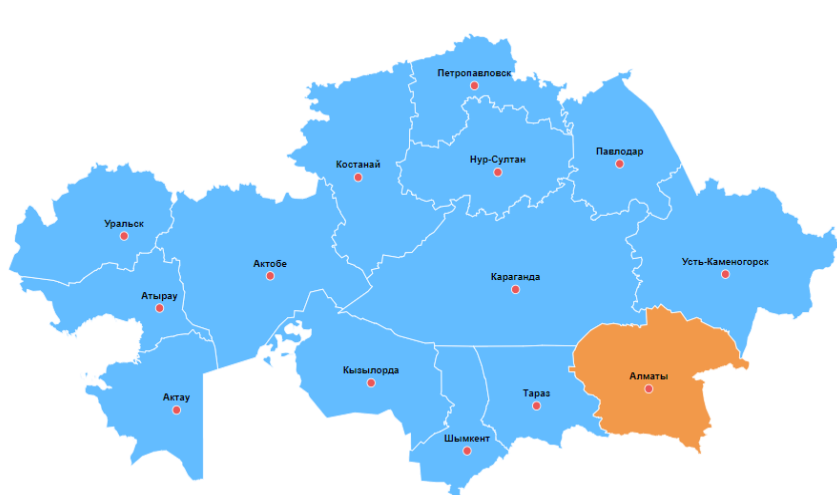 Петропавловск
Павлодар
Нур-Султан
Костанай
Уральск
Усть-Каменогорск
Актобе
Караганда
Атырау
Кызылорда
Алматы
Тараз
Актау
Шымкент